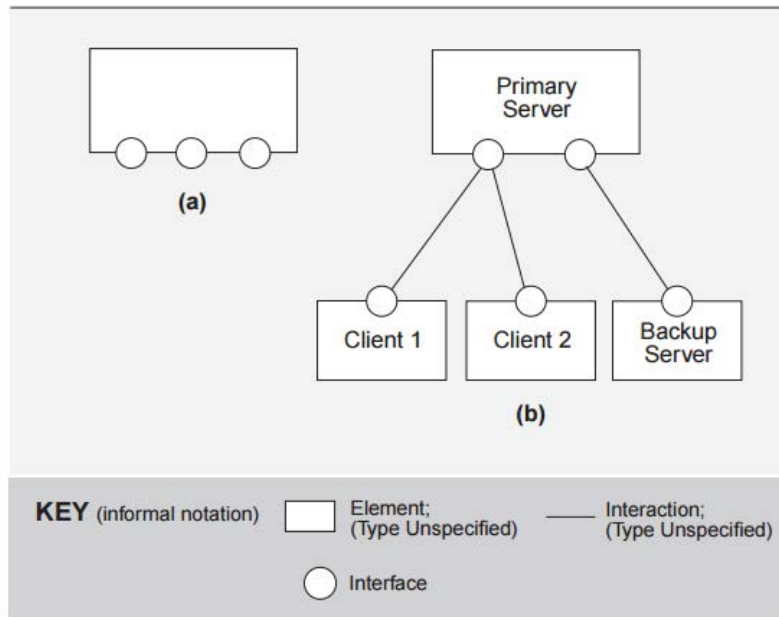 Primary
Server
(a)
Client 1
Client 2
Backup
Server
(b)
KEY (informal notation)
Element;
(Type Unspecified)
Interaction;
(Type Unspecified)
Interface